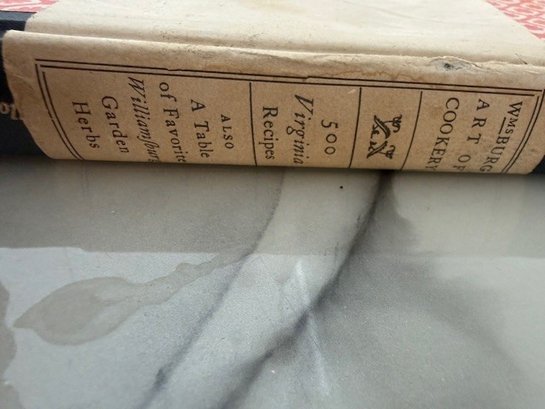 WmsBURG
ART OF
COOKERY
500
Virginia
Recipes
ALSO
A Table
of Favorite
Williamsburg
Garden
Herbs